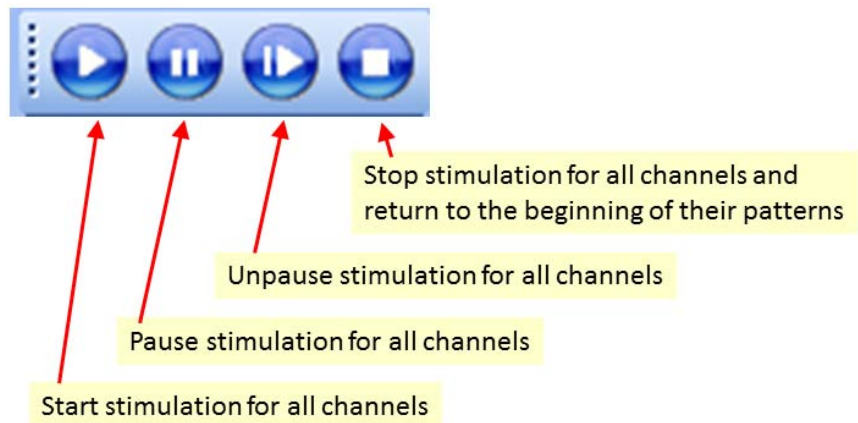 Stop stimulation for all channels and
return to the beginning of their patterns
Unpause stimulation for all channels
Pause stimulation for all channels
Start stimulation for all channels